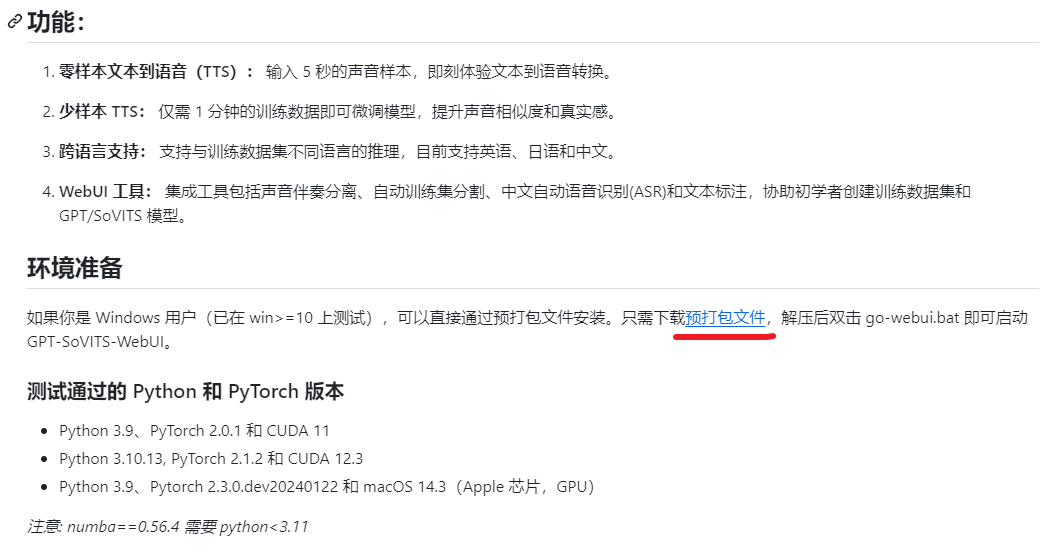 功能：
1. 零样本文本到语音（TTS）： 输入 5 秒的声音样本，即刻体验文本到语音转换。
2. 少样本 TTS： 仅需 1 分钟的训练数据即可微调模型，提升声音相似度和真实感。
3. 跨语言支持： 支持与训练数据集不同语言的推理，目前支持英语、日语和中文。
4. WebUI 工具： 集成工具包括声音伴奏分离、自动训练集分割、中文自动语音识别(ASR)和文本标注，协助初学者创建训练数据集和
GPT/SoVITS 模型。
环境准备
如果你是 Windows 用户（已在 win>=10 上测试），可以直接通过预打包文件安装。只需下载预打包文件，解压后双击 go-webui.bat 即可启动
GPT-SoVITS-WebUI。
测试通过的 Python 和 PyTorch 版本
• Python 3.9、PyTorch 2.0.1 和 CUDA 11
• Python 3.10.13, PyTorch 2.1.2 和 CUDA 12.3
• Python 3.9、Pytorch 2.3.0.dev20240122 和 macOS 14.3（Apple 芯片，GPU）
注意: numba==0.56.4 需要 python<3.11